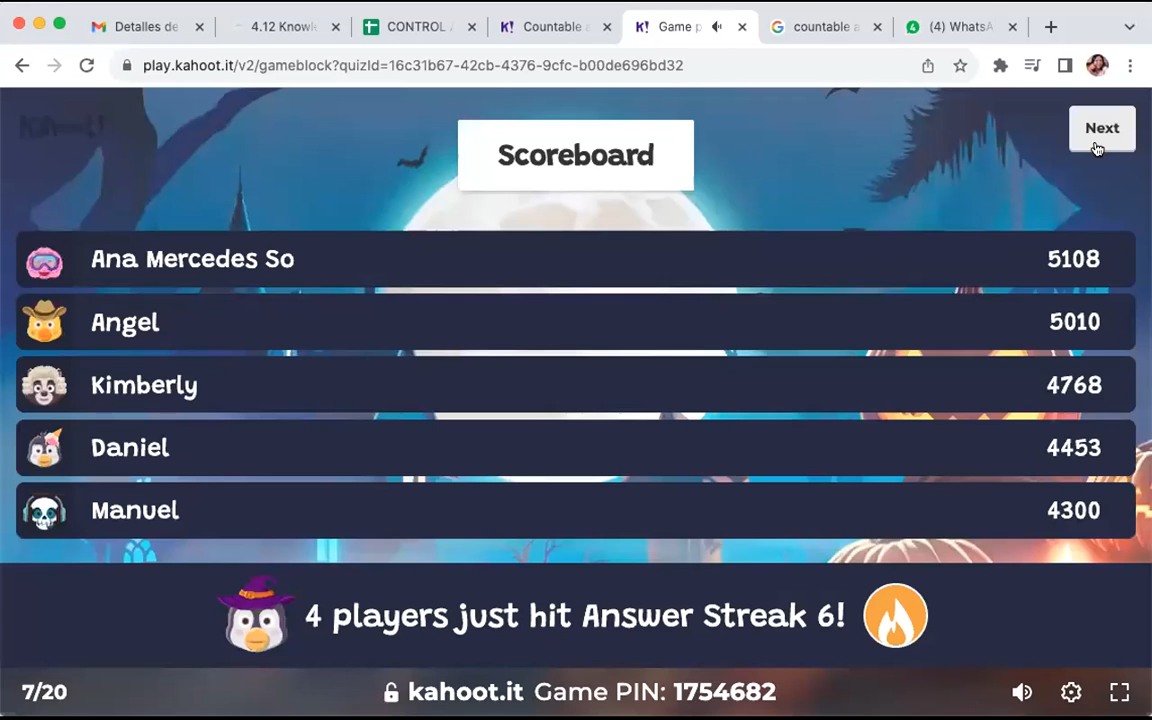 Detalles de
4.12 Knowl
CONTROL
Countable
Game p
countable a
(4) WhatsA
play.kahoot.it/v2/gameblock?quizId=16c31b67-42cb-4376-9cfc-b00de696bd32
Kahoot!
Next
Scoreboard
Ana Mercedes So 5108
Angel 5010
Kimberly 4768
Daniel 4453
Manuel 4300
4 players just hit Answer Streak 6!
7/20
kahoot.it Game PIN: 1754682